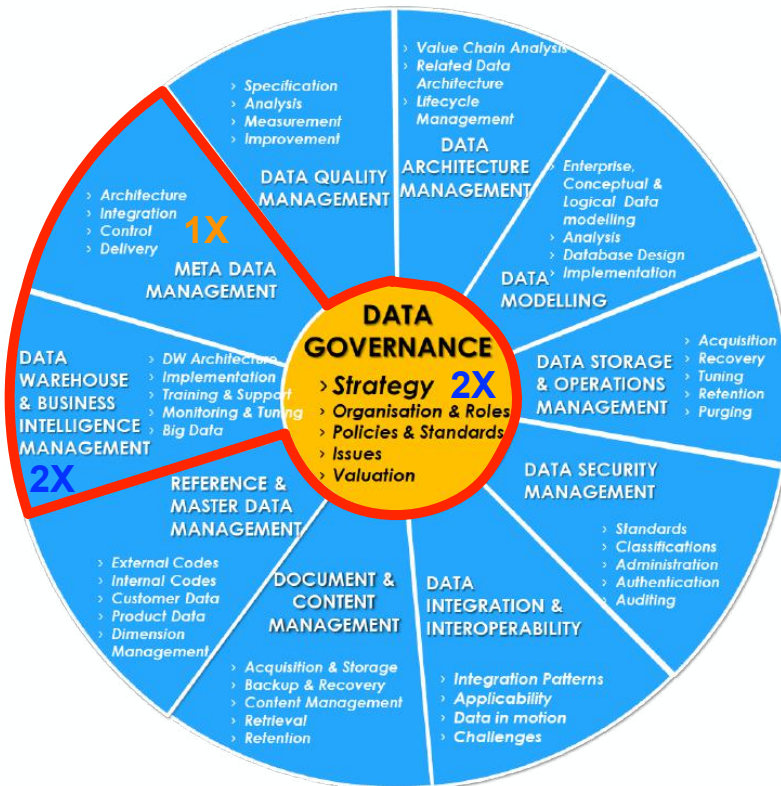 › Specification
› Analysis
› Measurement
› Improvement
DATA QUALITY
MANAGEMENT
› Value Chain Analysis
› Related Data
Architecture
› Lifecycle
Management
DATA
ARCHITECTURE
MANAGEMENT
› Enterprise,
Conceptual &
Logical Data
modelling
› Analysis
› Database Design
› Implementation
DATA
MODELLING
› Architecture
› Integration
› Control
› Delivery
1X
META DATA
MANAGEMENT
DATA
GOVERNANCE
› Strategy
2X
› Organisation & Roles
› Policies & Standards
› Issues
› Valuation
DATA STORAGE
& OPERATIONS
MANAGEMENT
› Acquisition
› Recovery
› Tuning
› Retention
› Purging
DATA
WAREHOUSE
& BUSINESS
INTELLIGENCE
MANAGEMENT
2X
› DW Architecture
› Implementation
› Training & Support
› Monitoring & Tuning
› Big Data
DATA SECURITY
MANAGEMENT
› Standards
› Classifications
› Administration
› Authentication
› Auditing
REFERENCE &
MASTER DATA
MANAGEMENT
› External Codes
› Internal Codes
› Customer Data
› Product Data
› Dimension
Management
DOCUMENT &
CONTENT
MANAGEMENT
› Acquisition & Storage
› Backup & Recovery
› Content Management
› Retrieval
› Retention
DATA
INTEGRATION &
INTEROPERABILITY
› Integration Patterns
› Applicability
› Data in motion
› Challenges